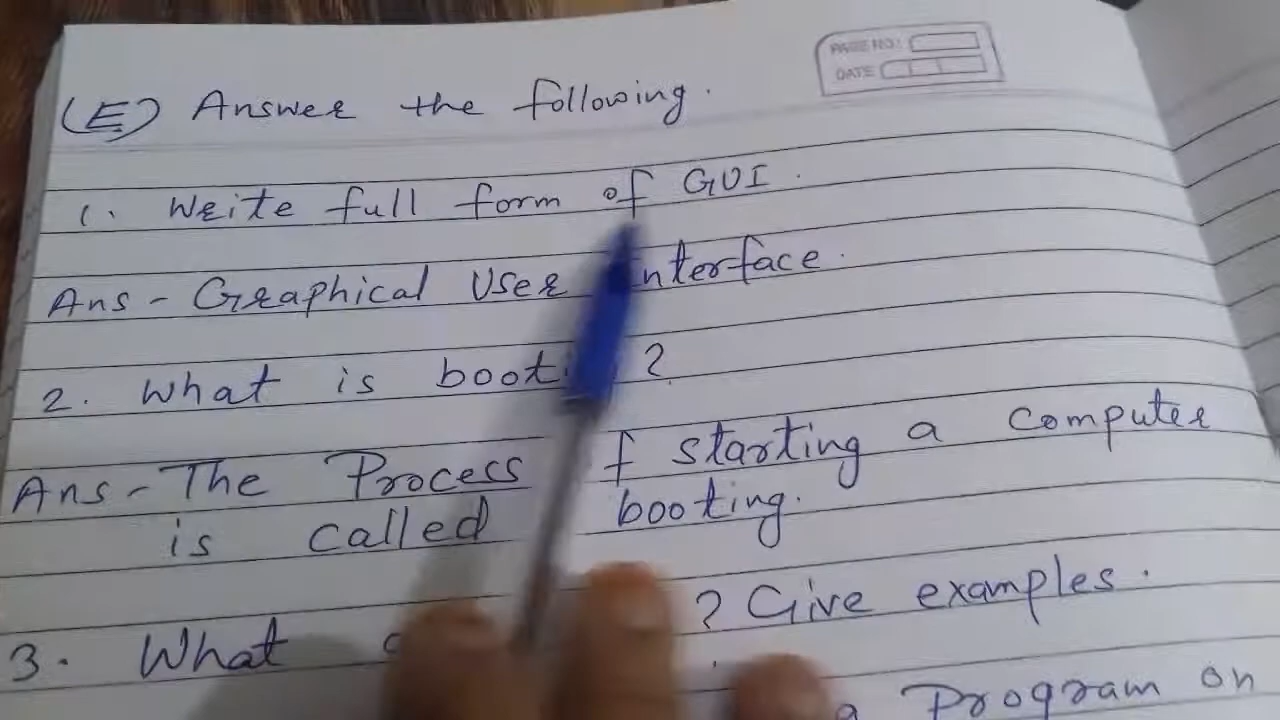 PAGE NO.:
DATE:
(E) Answer the following.
1. Write full form of GUI.
Ans - Graphical User Interface.
2. What is booti ?
Ans - The Process f starting a computer
is called booting.
3. What ? Give examples.
a Program on